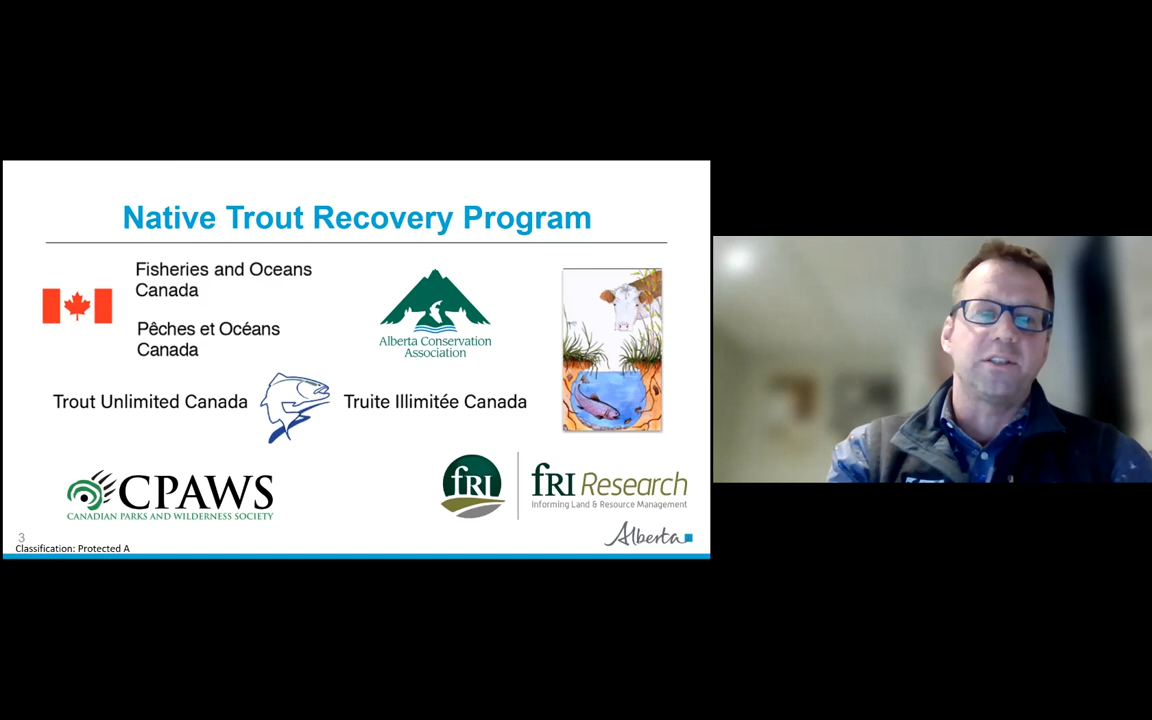 Native Trout Recovery Program
Fisheries and Oceans
Canada
Pêches et Océans
Canada
Alberta Conservation
Association
Trout Unlimited Canada
Truite Illimitée Canada
CPAWS
CANADIAN PARKS AND WILDERNESS SOCIETY
fRI
fRI Research
Informing Land & Resource Management
Alberta
3
Classification: Protected A